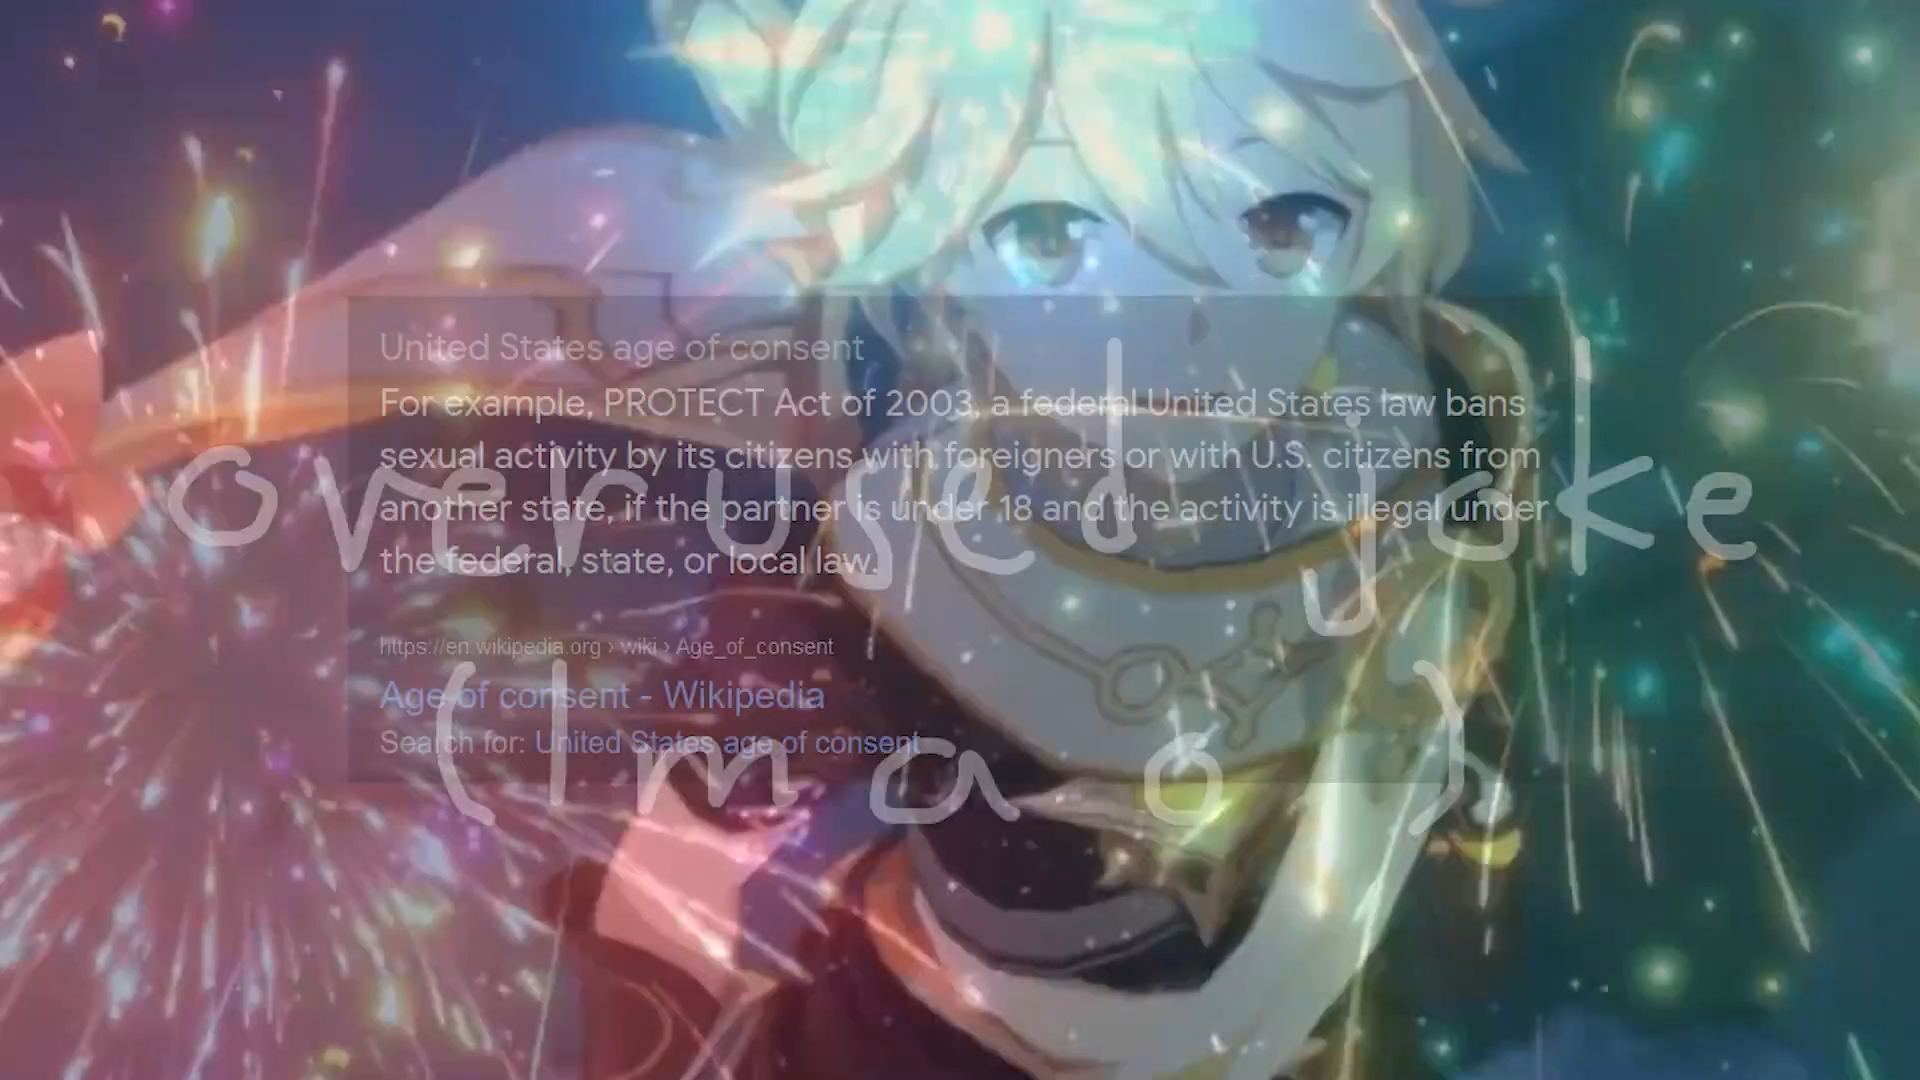 United States age of consent
For example, PROTECT Act of 2003, a federal United States law bans
sexual activity by its citizens with foreigners or with U.S. citizens from
another state, if the partner is under 18 and the activity is illegal under
the federal, state, or local law.
https://en.wikipedia.org › wiki › Age_of_consent
Age of consent - Wikipedia
Search for: United States age of consent
overused joke
(lmao)